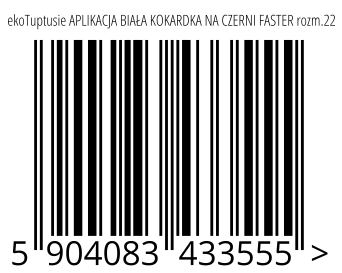 ekoTuptusie APLIKACJA BIAŁA KOKARDKA NA CZERNI FASTER rozm.22
5 904083 433555 >